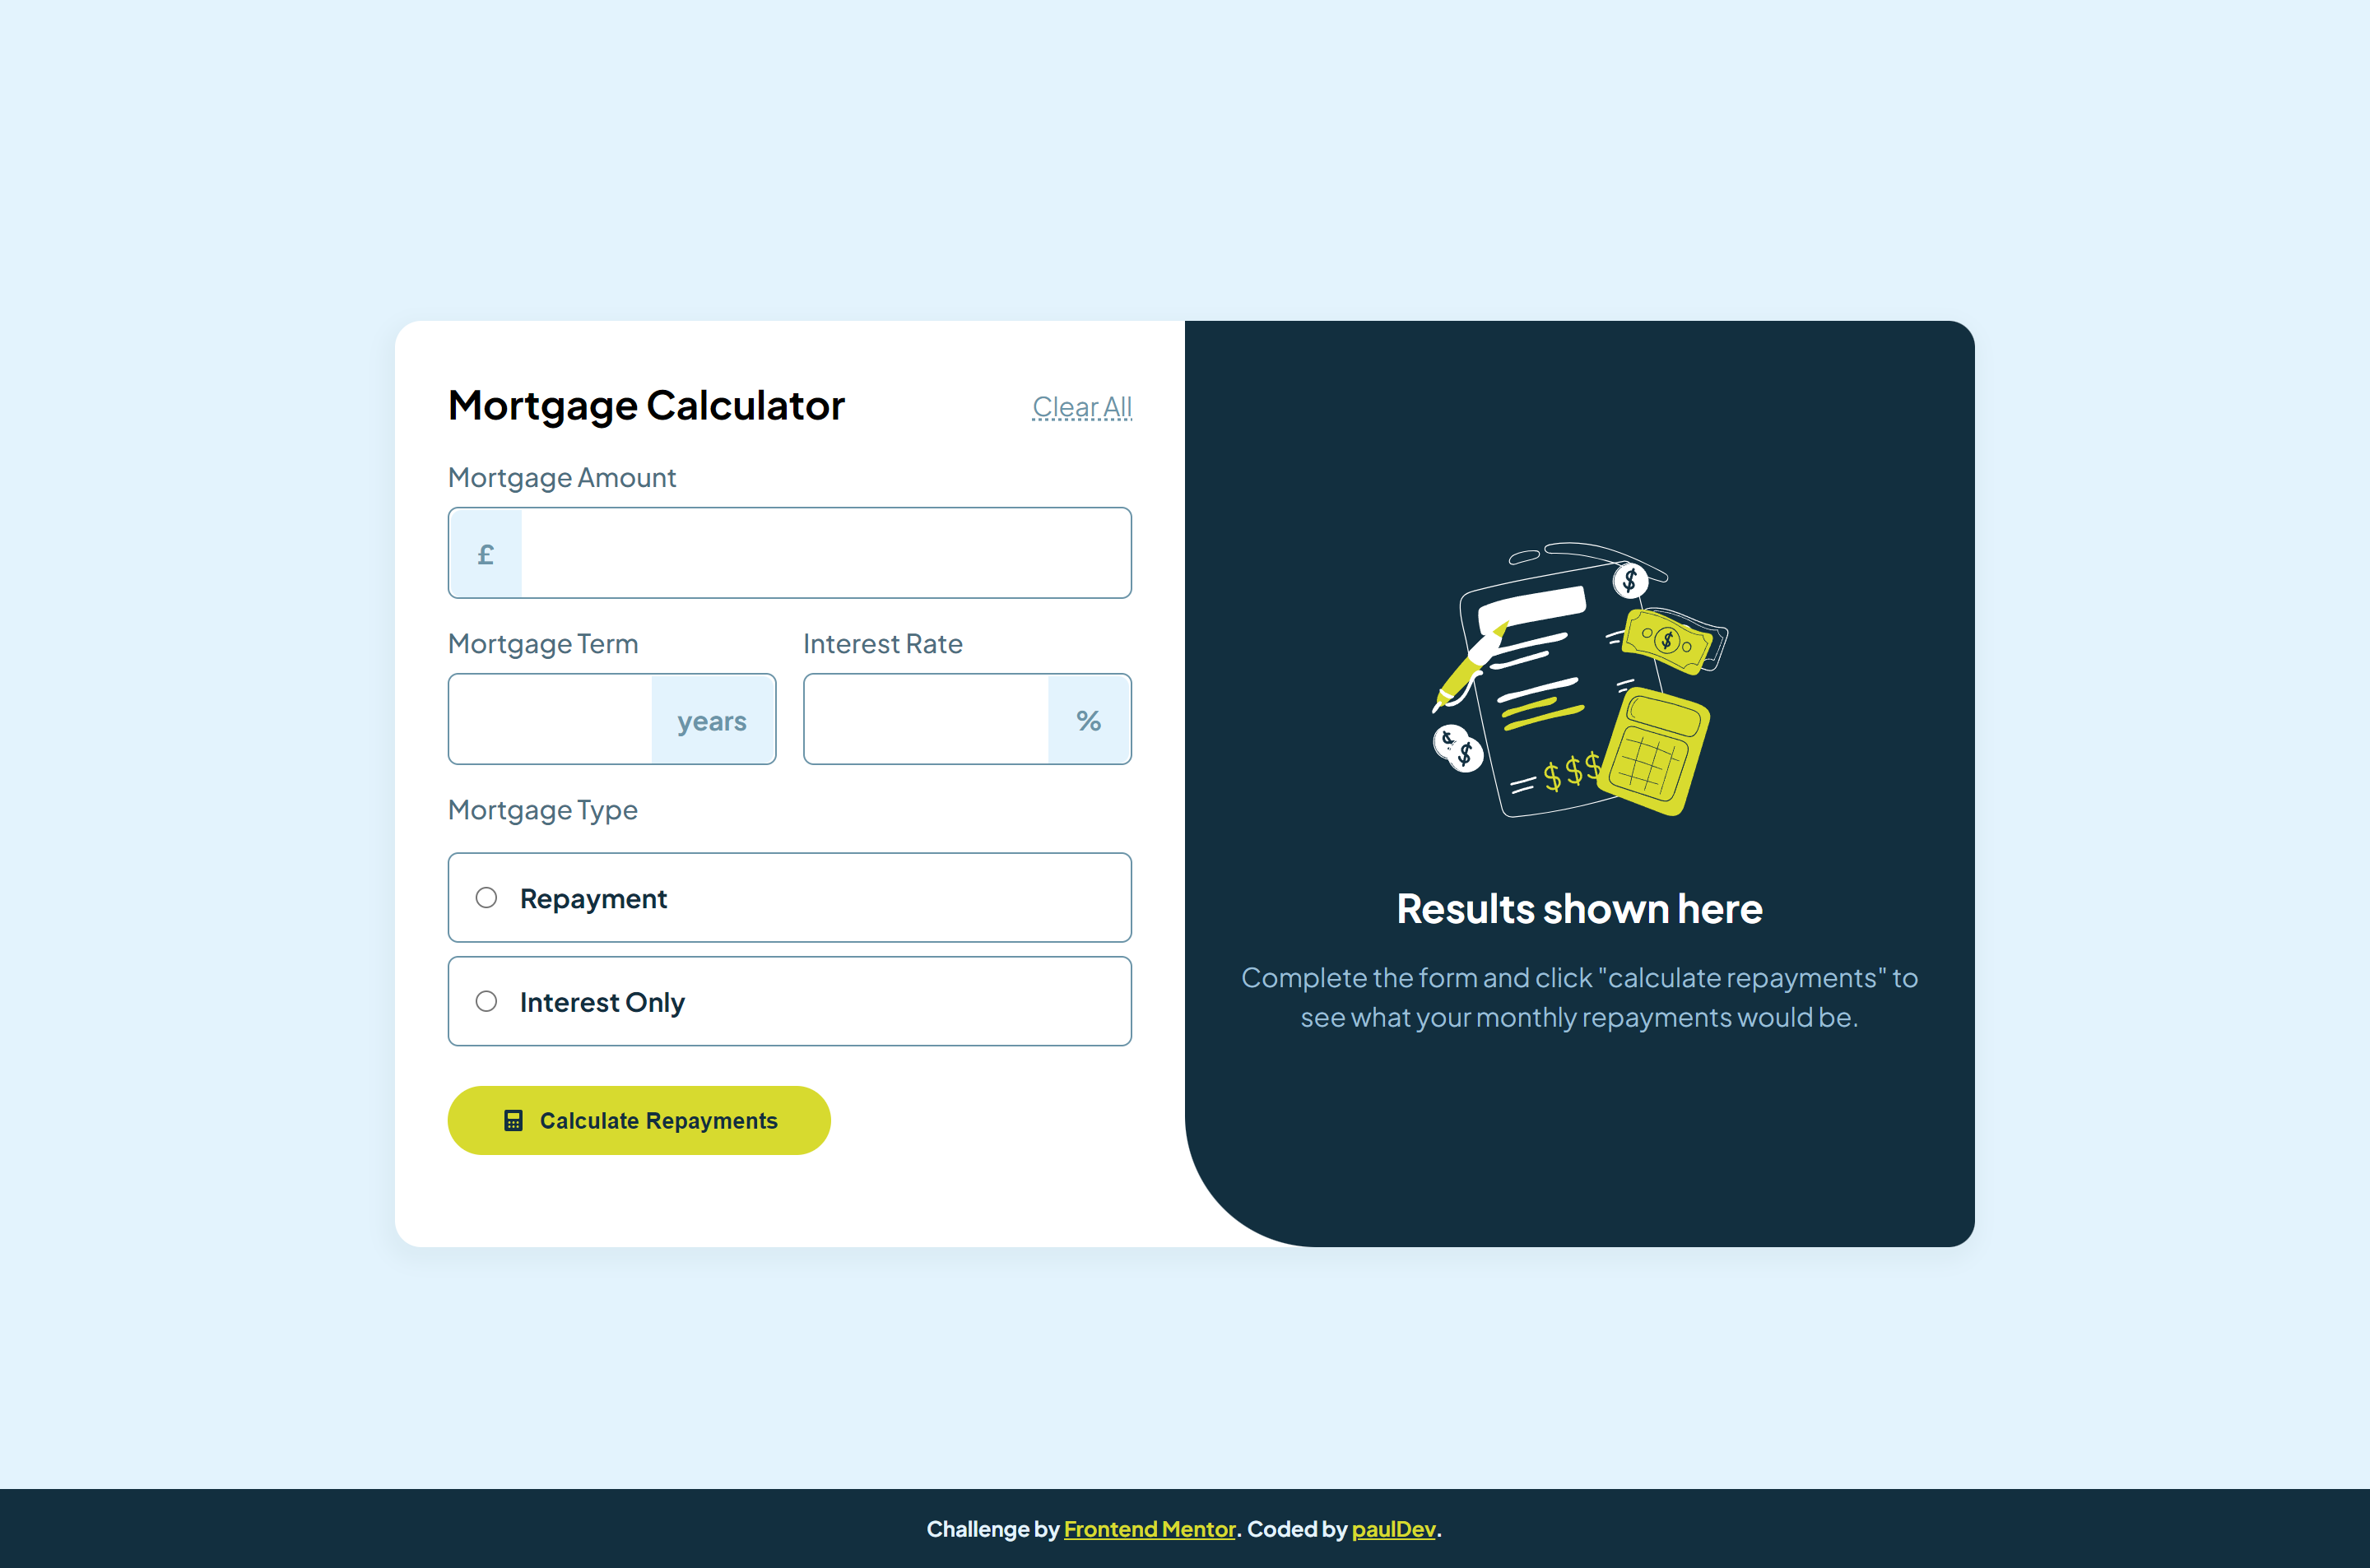 Mortgage Calculator
Clear All
Mortgage Amount
£
Mortgage Term
Interest Rate
years
%
Mortgage Type
Repayment
Interest Only
Calculate Repayments
$
$
$
$
$$$
Results shown here
Complete the form and click "calculate repayments" to
see what your monthly repayments would be.
Challenge by Frontend Mentor. Coded by paulDev.